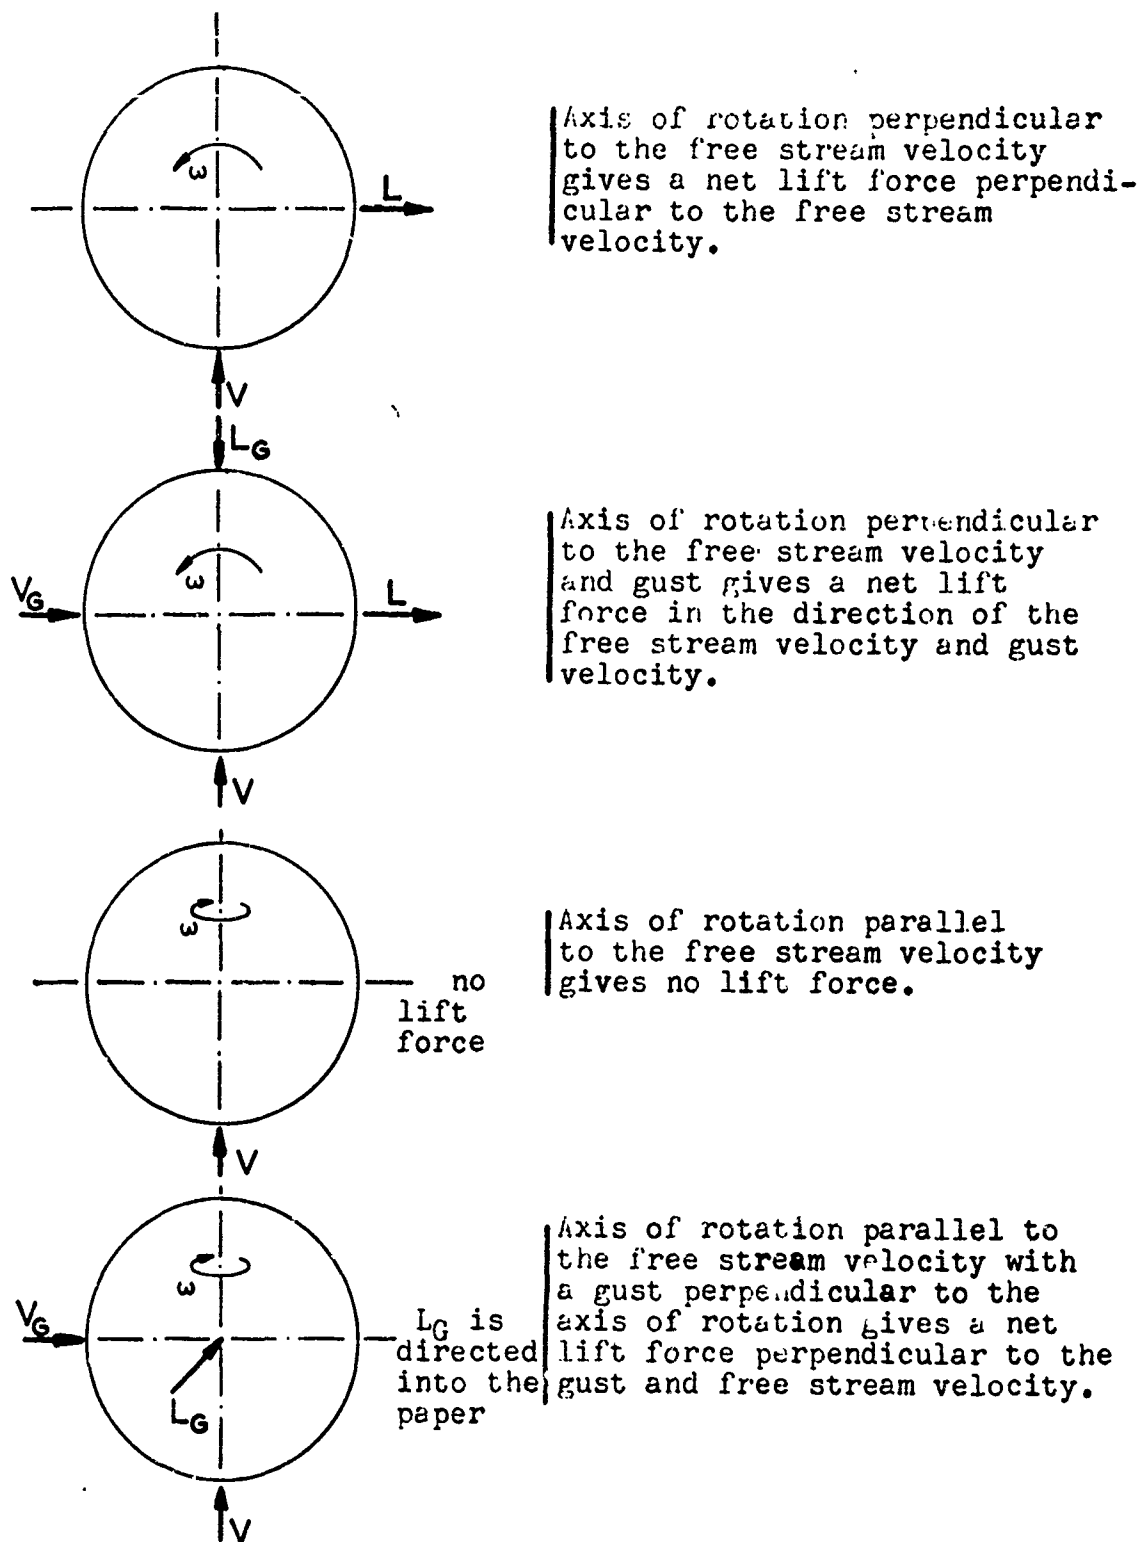 Axis of rotation perpendicular
to the free stream velocity
gives a net lift force perpendi-
cular to the free stream
velocity.
ω
L
V
L_G
Axis of rotation perpendicular
to the free stream velocity
and gust gives a net lift
force in the direction of the
free stream velocity and gust
velocity.
ω
V_G
L
V
Axis of rotation parallel
to the free stream velocity
gives no lift force.
ω
no
lift
force
V
Axis of rotation parallel to
the free stream velocity with
a gust perpendicular to the
axis of rotation gives a net
lift force perpendicular to the
gust and free stream velocity.
ω
V_G
L_G is
directed
into the
paper
L_G
V